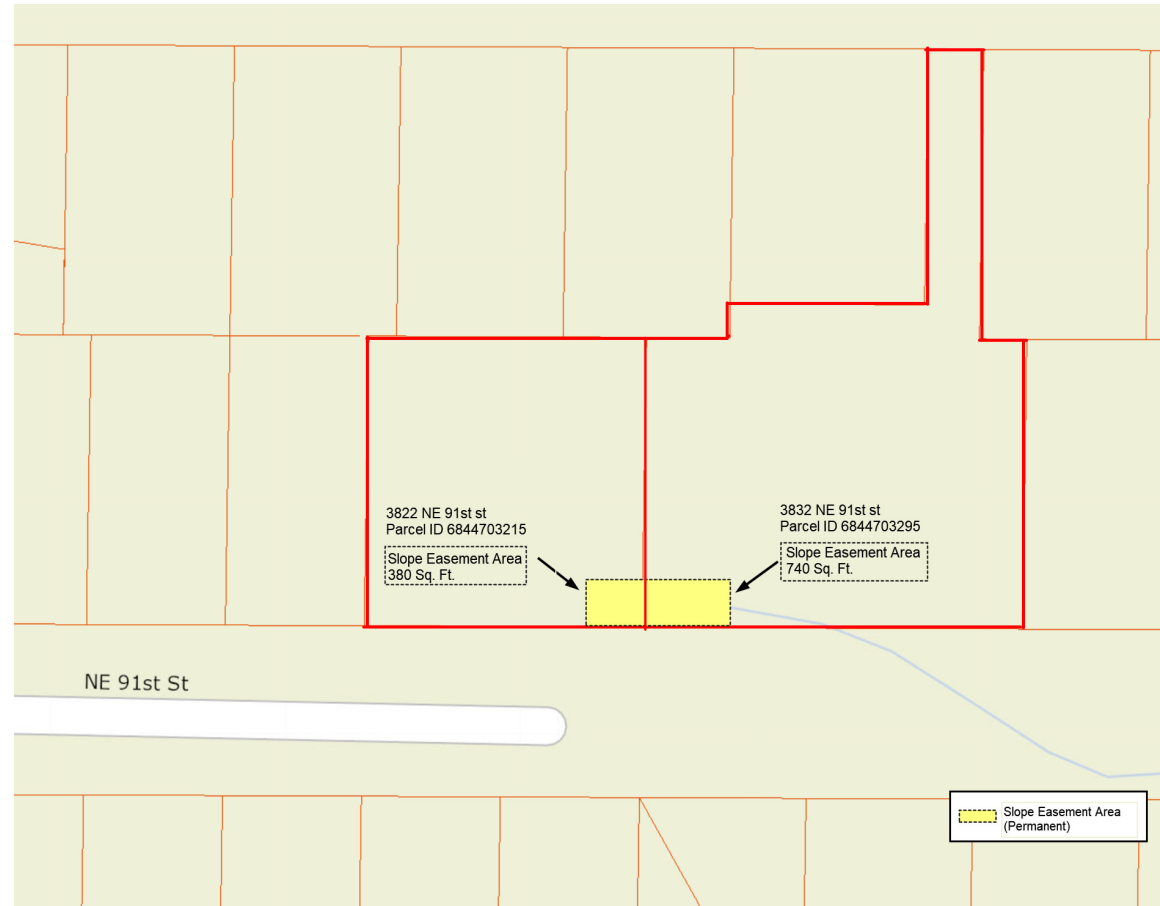 3822 NE 91st st
Parcel ID 6844703215
Slope Easement Area
380 Sq. Ft.
3832 NE 91st st
Parcel ID 6844703295
Slope Easement Area
740 Sq. Ft.
NE 91st St
Slope Easement Area
(Permanent)